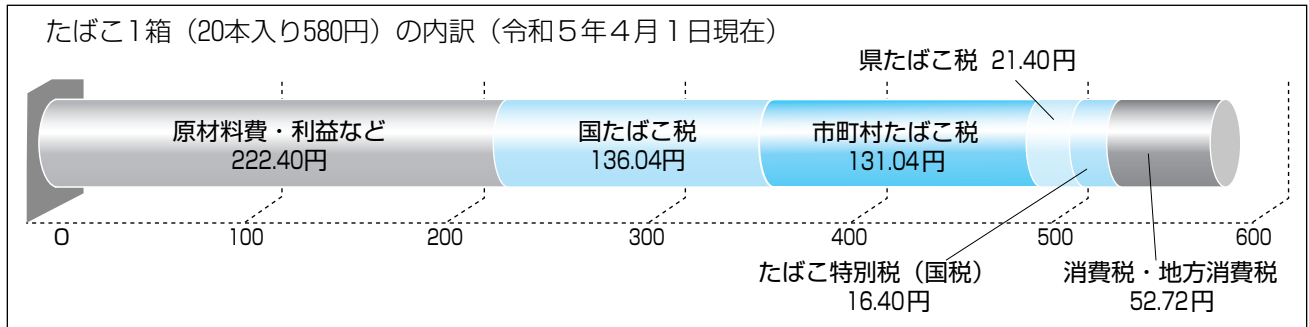 たばこ1箱（20本入り580円）の内訳（令和５年４月１日現在）
県たばこ税 21.40円
原材料費・利益など
222.40円
国たばこ税
136.04円
市町村たばこ税
131.04円
0 100 200 300 400 500 600
たばこ特別税（国税）
16.40円
消費税・地方消費税
52.72円